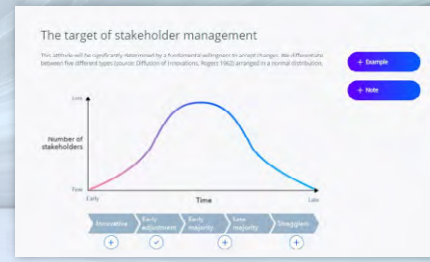 The target of stakeholder management
This attitude will be significantly determined by a fundamental willingness to accept changes. We differentiate
between five different types (source: Diffusion of Innovations, Rogers 1962) arranged in a normal distribution.
+ Example
+ Note
Number of
stakeholders
Few
Early
Time
Late
Innovative
Early
adjustment
Early
majority
Late
majority
Stragglers